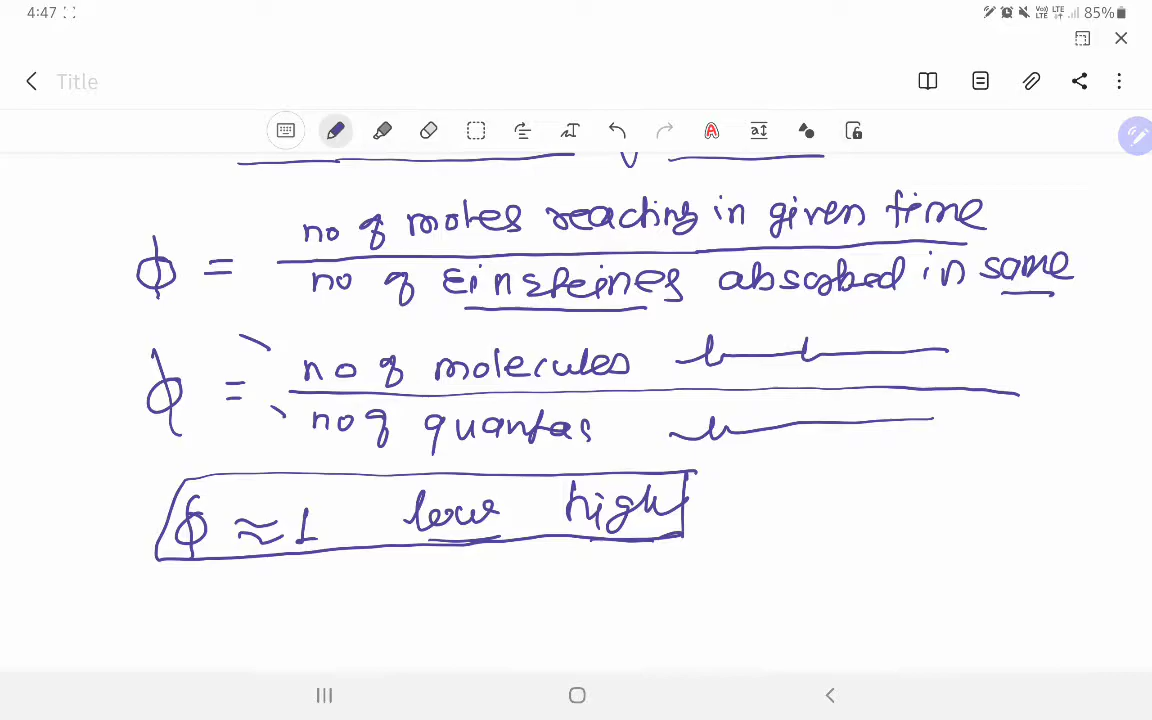 4:47
85%
Title
no of moles reacting in given time
ϕ =
no of Einsteines absorbed in same
no of molecules
ϕ =
no of quantas
ϕ ≈ 1 low high